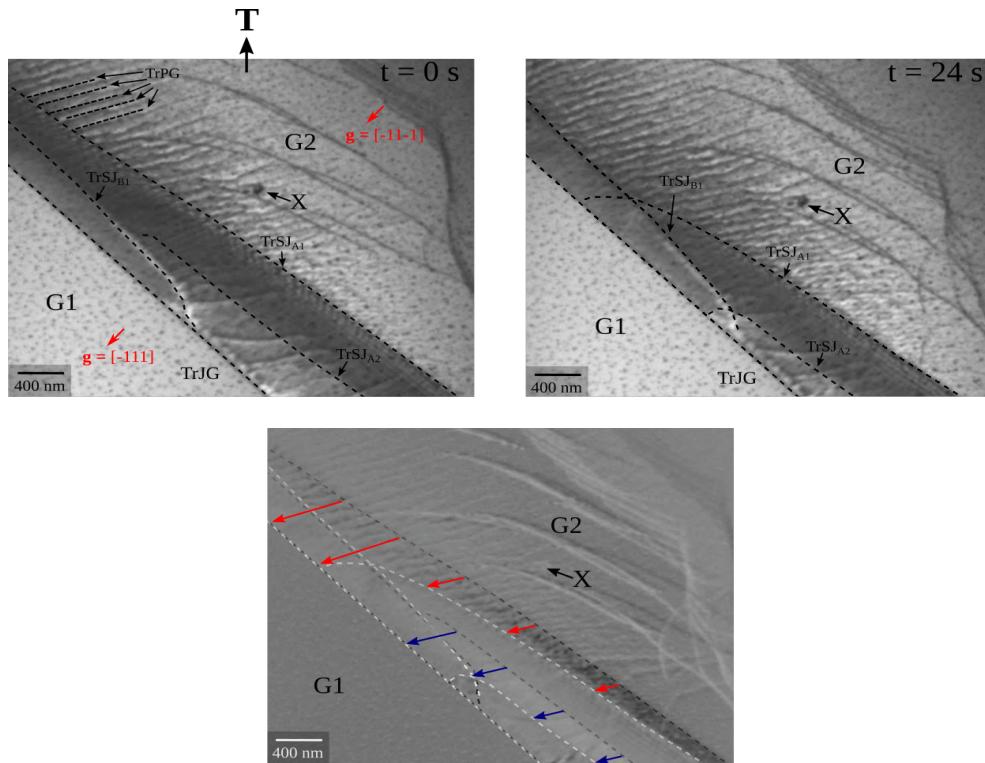 T
TrPG
t = 0 s
g = [-11-1]
G2
TrSJB1
X
TrSJA1
G1
g = [-111]
TrSJA2
TrJG
400 nm
t = 24 s
G2
TrSJB1
X
TrSJA1
G1
TrSJA2
TrJG
400 nm
G2
X
G1
400 nm